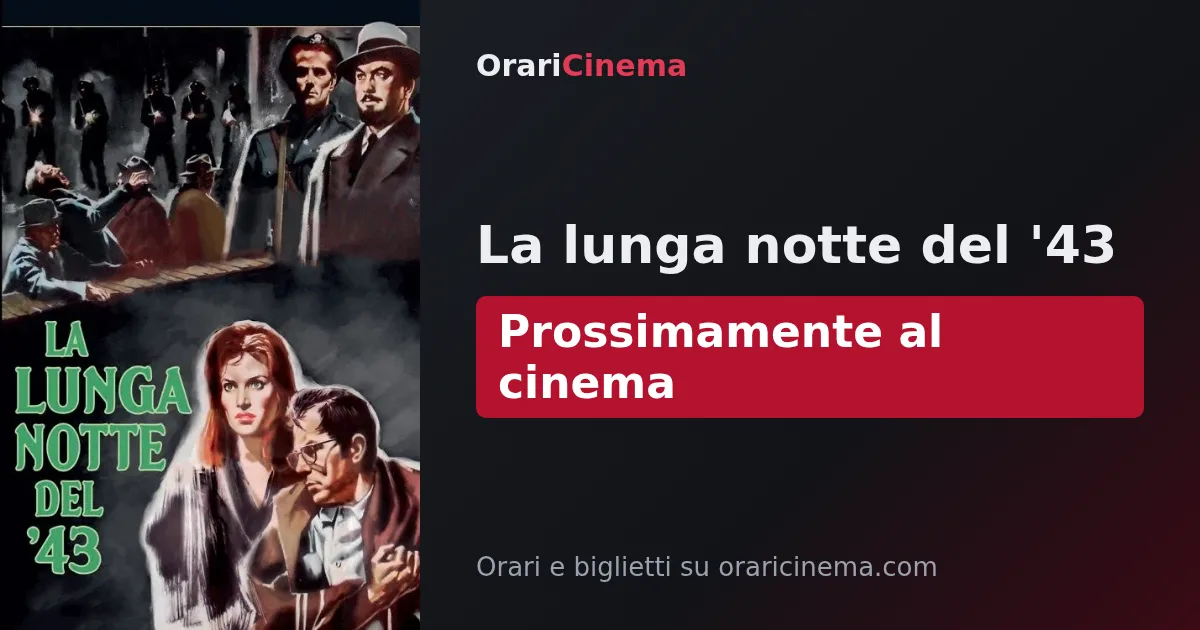 LA
LUNGA
NOTTE
DEL
'43
OrariCinema
La lunga notte del '43
Prossimamente al
cinema
Orari e biglietti su oraricinema.com